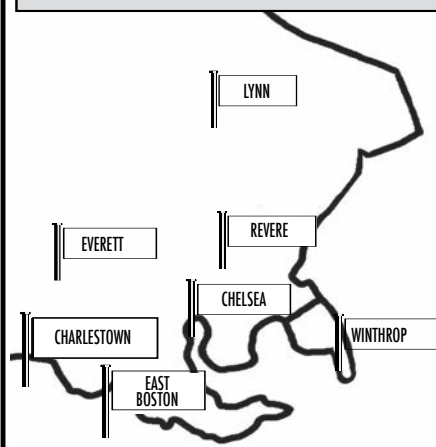 LYNN
REVERE
EVERETT
CHELSEA
CHARLESTOWN
WINTHROP
EAST
BOSTON